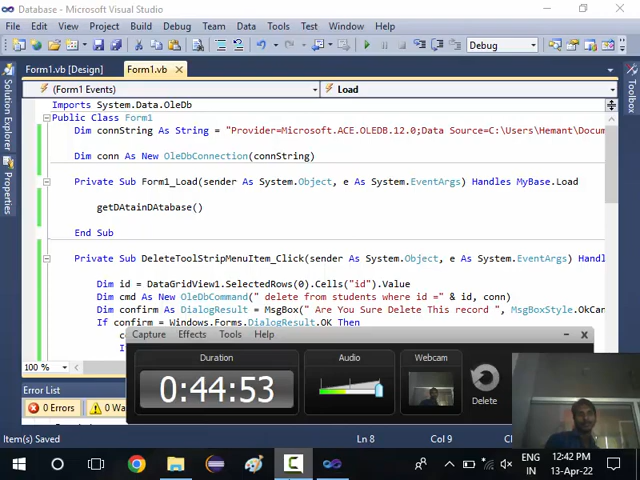 Database - Microsoft Visual Studio
File Edit View Project Build Debug Team Data Tools Test Window Help
Debug
Form1.vb [Design] Form1.vb
(Form1 Events) Load
Imports System.Data.OleDb
Public Class Form1
Dim connString As String = "Provider=Microsoft.ACE.OLEDB.12.0;Data Source=C:\Users\Hemant\Docum
Dim conn As New OleDbConnection(connString)
Private Sub Form1_Load(sender As System.Object, e As System.EventArgs) Handles MyBase.Load
getDAtainDAtabase()
End Sub
Private Sub DeleteToolStripMenuItem_Click(sender As System.Object, e As System.EventArgs) Handl
Dim id = DataGridView1.SelectedRows(0).Cells("id").Value
Dim cmd As New OleDbCommand(" delete from students where id =" & id, conn)
Dim confirm As DialogResult = MsgBox(" Are You Sure Delete This record ", MsgBoxStyle.OkCan
If confirm = Windows.Forms.DialogResult.OK Then
Solution Explorer
Properties
Toolbox
Capture Effects Tools Help
Duration Audio Webcam
0:44:53
Delete
100 %
Error List
0 Errors 0 Wa
Item(s) Saved Ln 8 Col 9
ENG
IN
12:42 PM
13-Apr-22